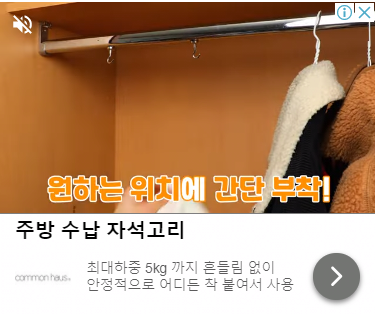 원하는 위치에 간단 부착!
주방 수납 자석고리
common haus
최대하중 5kg 까지 흔들림 없이
안정적으로 어디든 착 붙여서 사용